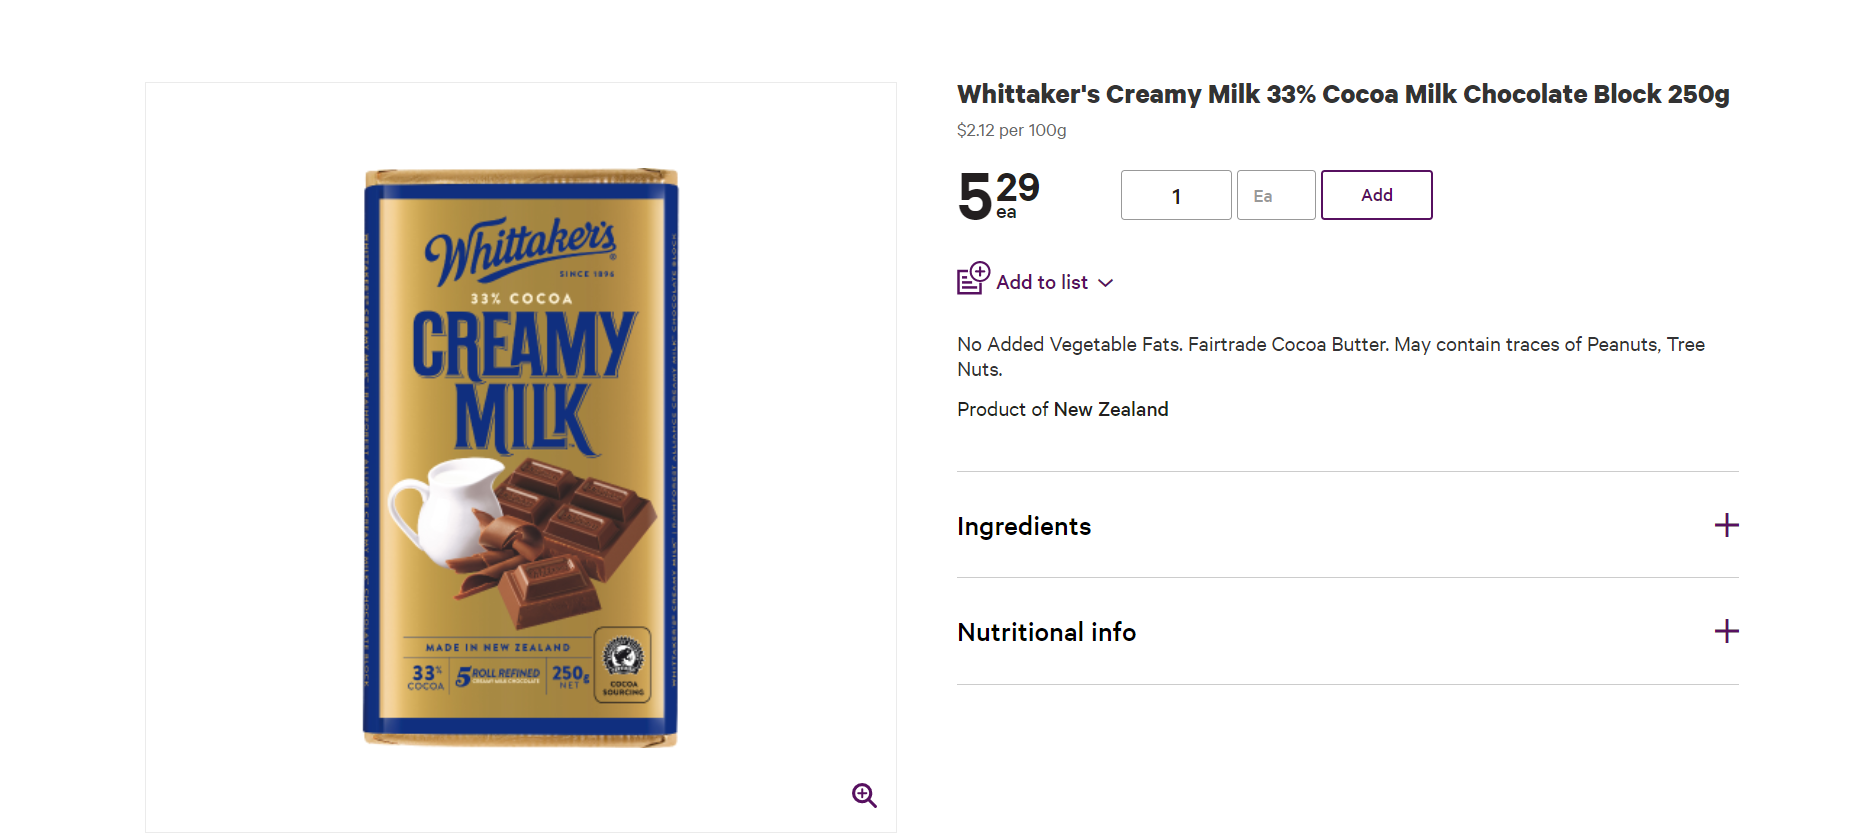 Whittaker's Creamy Milk 33% Cocoa Milk Chocolate Block 250g
$2.12 per 100g
5 29
ea
1
Ea
Add
Add to list
No Added Vegetable Fats. Fairtrade Cocoa Butter. May contain traces of Peanuts, Tree
Nuts.
Product of New Zealand
Ingredients
Nutritional info
Whittaker's
SINCE 1896
33% COCOA
CREAMY
MILK
MADE IN NEW ZEALAND
33%
COCOA
5 ROLL REFINED
CREAMY MILK CHOCOLATE
250g
NET
COCOA
SOURCING